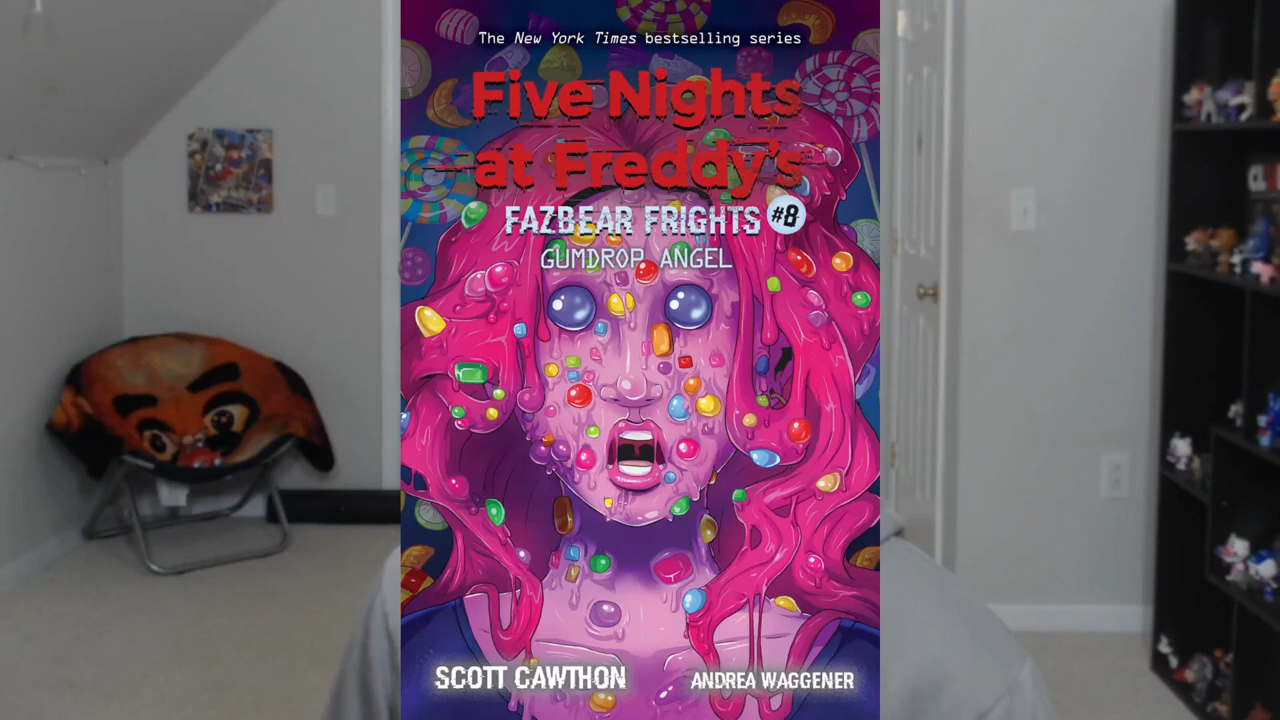 The New York Times bestselling series
Five Nights
at Freddy's
FAZBEAR FRIGHTS #8
GUMDROP ANGEL
SCOTT CAWTHON
ANDREA WAGGENER